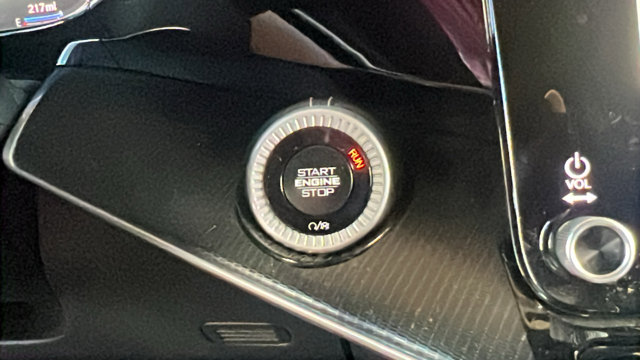 217mi
E
RUN
START
ENGINE
STOP
VOL